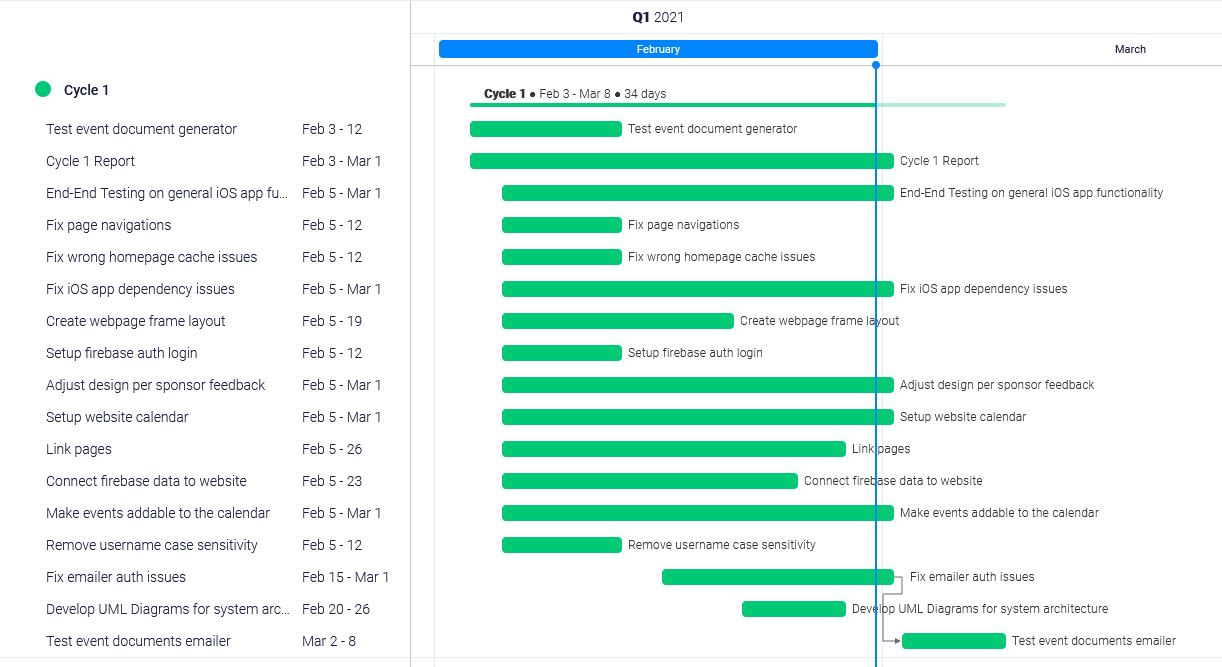 Q1 2021
February March
Cycle 1
Cycle 1 ● Feb 3 - Mar 8 ● 34 days
Test event document generator Feb 3 - 12 Test event document generator
Cycle 1 Report Feb 3 - Mar 1 Cycle 1 Report
End-End Testing on general iOS app fu... Feb 5 - Mar 1 End-End Testing on general iOS app functionality
Fix page navigations Feb 5 - 12 Fix page navigations
Fix wrong homepage cache issues Feb 5 - 12 Fix wrong homepage cache issues
Fix iOS app dependency issues Feb 5 - Mar 1 Fix iOS app dependency issues
Create webpage frame layout Feb 5 - 19 Create webpage frame layout
Setup firebase auth login Feb 5 - 12 Setup firebase auth login
Adjust design per sponsor feedback Feb 5 - Mar 1 Adjust design per sponsor feedback
Setup website calendar Feb 5 - Mar 1 Setup website calendar
Link pages Feb 5 - 26 Link pages
Connect firebase data to website Feb 5 - 23 Connect firebase data to website
Make events addable to the calendar Feb 5 - Mar 1 Make events addable to the calendar
Remove username case sensitivity Feb 5 - 12 Remove username case sensitivity
Fix emailer auth issues Feb 15 - Mar 1 Fix emailer auth issues
Develop UML Diagrams for system arc... Feb 20 - 26 Develop UML Diagrams for system architecture
Test event documents emailer Mar 2 - 8 Test event documents emailer